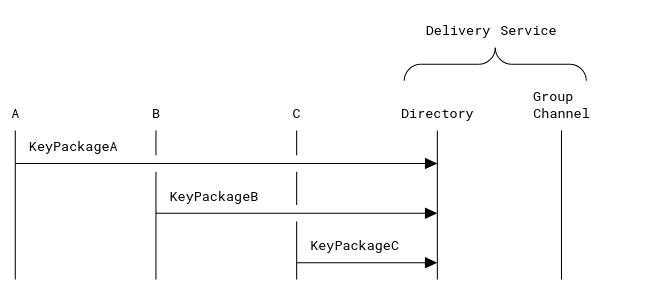 Delivery Service
Group
A B C Directory Channel
KeyPackageA
KeyPackageB
KeyPackageC